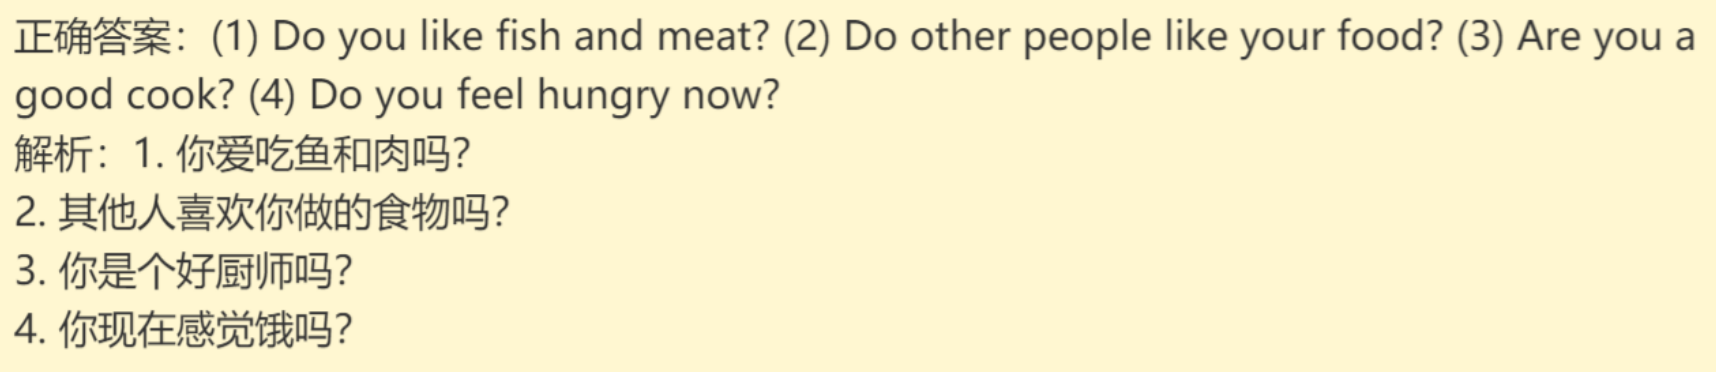 正确答案：(1) Do you like fish and meat? (2) Do other people like your food? (3) Are you a
good cook? (4) Do you feel hungry now?
解析：1. 你爱吃鱼和肉吗？
2. 其他人喜欢你做的食物吗？
3. 你是个好厨师吗？
4. 你现在感觉饿吗？